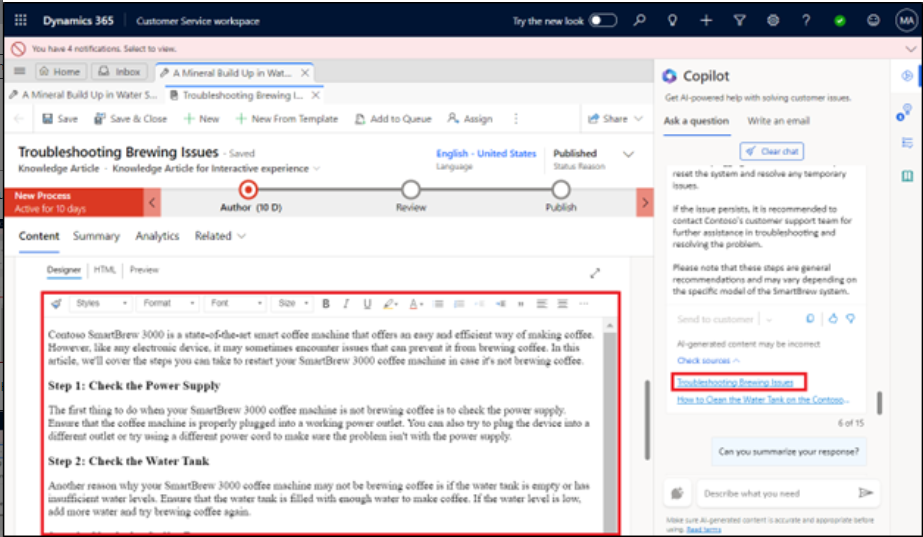 Dynamics 365 Customer Service workspace Try the new look MA
You have 4 notifications. Select to view.
Home Inbox A Mineral Build Up in Wat...
A Mineral Build Up in Water S... Troubleshooting Brewing I...
Save Save & Close New New From Template Add to Queue Assign Share
Troubleshooting Brewing Issues - Saved
Knowledge Article · Knowledge Article for Interactive experience
English - United States
Language
Published
Status Reason
New Process
Active for 10 days
Author (10 D) Review Publish
Content Summary Analytics Related
Designer HTML Preview
Styles Format Font Size B I U A
Contoso SmartBrew 3000 is a state-of-the-art smart coffee machine that offers an easy and efficient way of making coffee.
However, like any electronic device, it may sometimes encounter issues that can prevent it from brewing coffee. In this
article, we'll cover the steps you can take to restart your SmartBrew 3000 coffee machine in case it's not brewing coffee.
Step 1: Check the Power Supply
The first thing to do when your SmartBrew 3000 coffee machine is not brewing coffee is to check the power supply.
Ensure that the coffee machine is properly plugged into a working power outlet. You can also try to plug the device into a
different outlet or try using a different power cord to make sure the problem isn't with the power supply.
Step 2: Check the Water Tank
Another reason why your SmartBrew 3000 coffee machine may not be brewing coffee is if the water tank is empty or has
insufficient water levels. Ensure that the water tank is filled with enough water to make coffee. If the water level is low,
add more water and try brewing coffee again.
Copilot
Get AI-powered help with solving customer issues.
Ask a question Write an email
Clear chat
reset the system and resolve any temporary
issues.
If the issue persists, it is recommended to
contact Contoso's customer support team for
further assistance in troubleshooting and
resolving the problem.
Please note that these steps are general
recommendations and may vary depending on
the specific model of the SmartBrew system.
Send to customer
AI-generated content may be incorrect
Check sources
Troubleshooting Brewing Issues
How to Clean the Water Tank on the Contoso...
6 of 15
Can you summarize your response?
Describe what you need
Make sure AI-generated content is accurate and appropriate before
using. Read terms